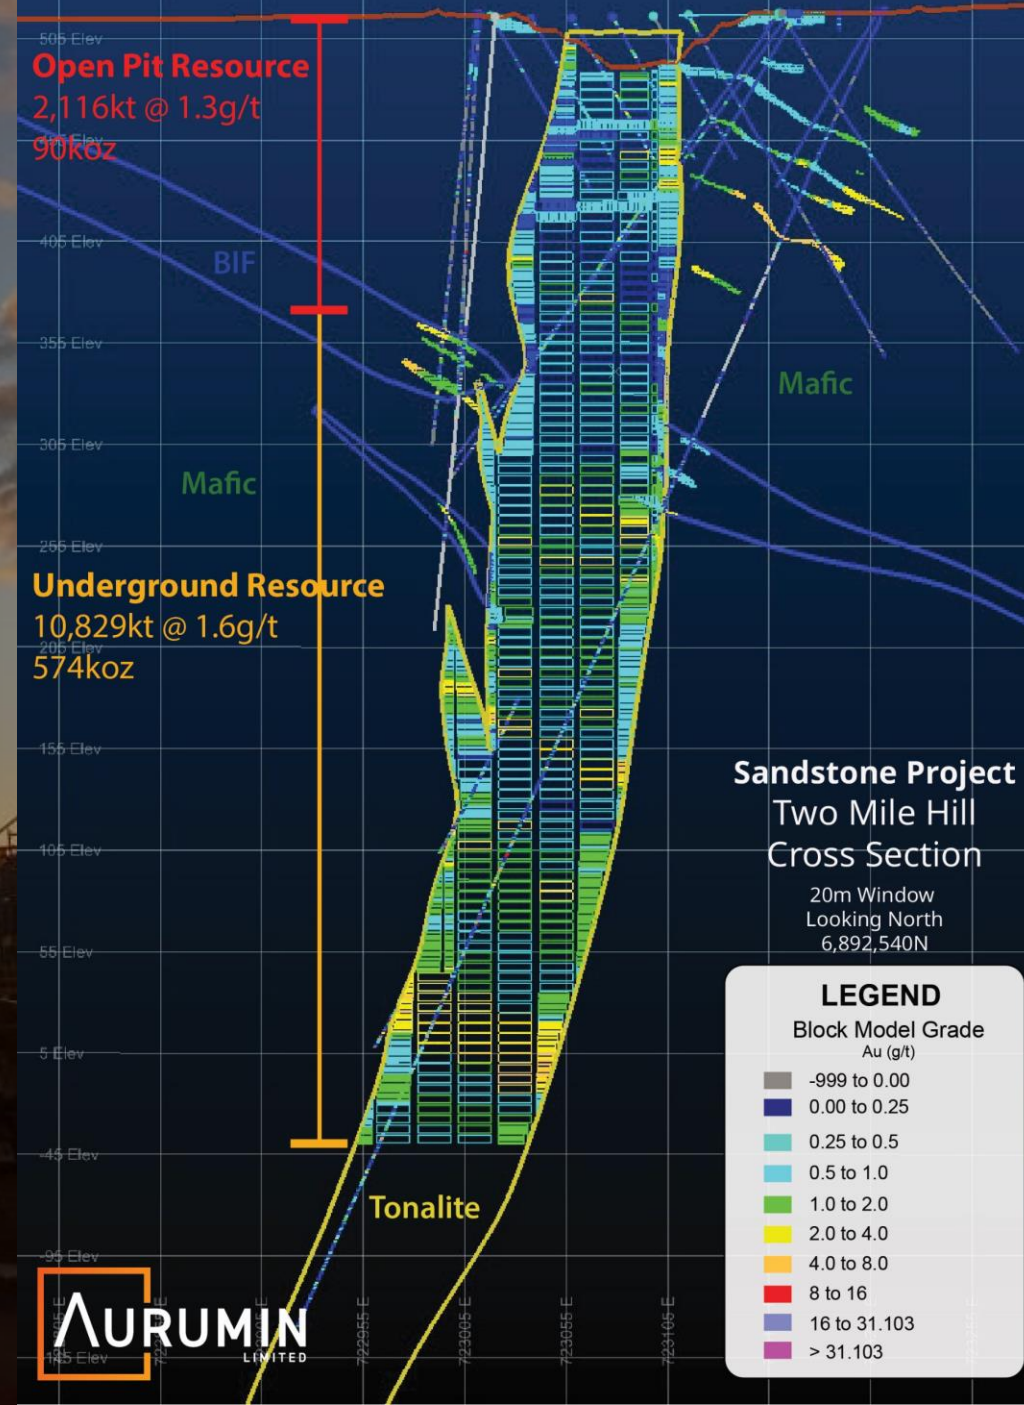 505 Elev
Open Pit Resource
2,116kt @ 1.3g/t
90koz
405 Elev
BIF
355 Elev
Mafic
305 Elev
Mafic
255 Elev
Underground Resource
10,829kt @ 1.6g/t
205 Elev
574koz
155 Elev
Sandstone Project
Two Mile Hill
Cross Section
105 Elev
20m Window
Looking North
6,892,540N
55 Elev
LEGEND
Block Model Grade
Au (g/t)
5 Elev
-999 to 0.00
0.00 to 0.25
0.25 to 0.5
0.5 to 1.0
1.0 to 2.0
2.0 to 4.0
4.0 to 8.0
8 to 16
16 to 31.103
> 31.103
-45 Elev
Tonalite
-95 Elev
AURUMIN
LIMITED
722955 E
723005 E
723055 E
723105 E